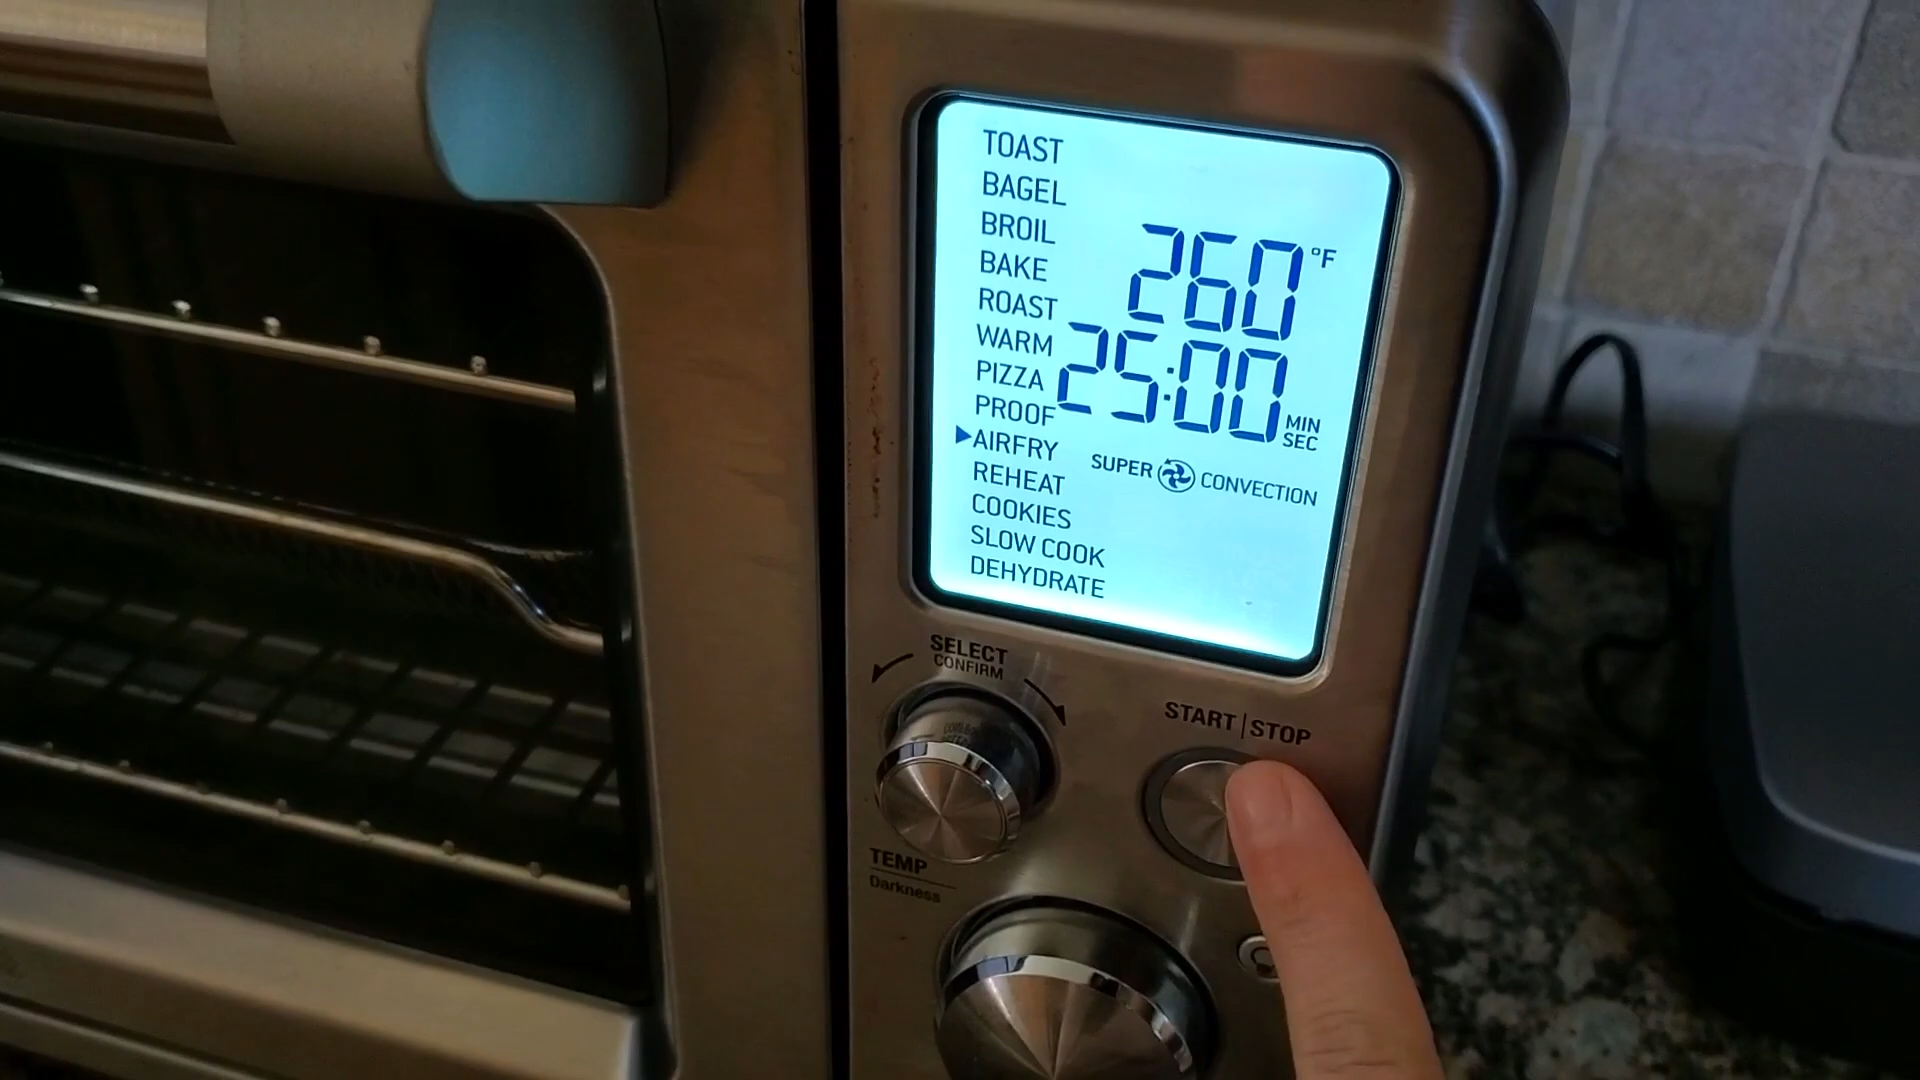 TOAST
BAGEL
BROIL
BAKE
ROAST
WARM
PIZZA
PROOF
AIRFRY
REHEAT
COOKIES
SLOW COOK
DEHYDRATE
260 °F
25:00 MIN SEC
SUPER CONVECTION
SELECT
CONFIRM
START|STOP
TEMP
Darkness